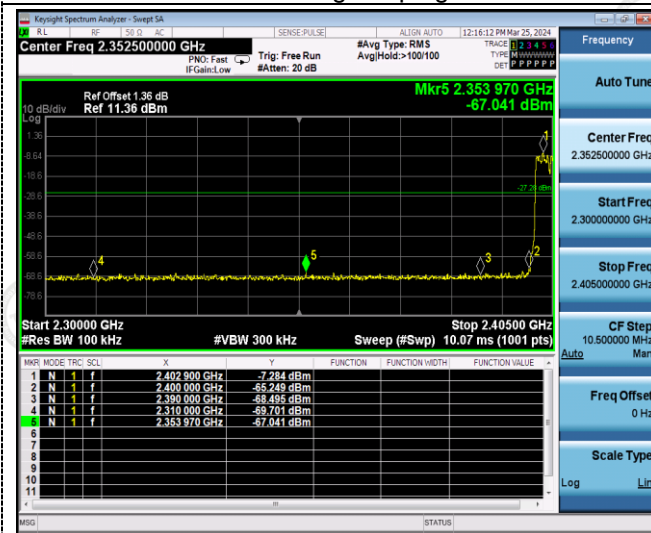 Keysight Spectrum Analyzer - Swept SA
RL RF 50 Ω AC SENSE:PULSE ALIGN AUTO 12:16:12 PM Mar 25, 2024
Center Freq 2.352500000 GHz
PNO: Fast
IFGain:Low
Trig: Free Run
#Atten: 20 dB
#Avg Type: RMS
Avg|Hold:>100/100
TRACE 1 2 3 4 5 6
TYPE M WWWWW
DET P P P P P P
Frequency
Auto Tune
Center Freq
2.352500000 GHz
Start Freq
2.300000000 GHz
Stop Freq
2.405000000 GHz
CF Step
10.500000 MHz
Auto Man
Freq Offset
0 Hz
Scale Type
Log Lin
Mkr5 2.353 970 GHz
-67.041 dBm
Ref Offset 1.36 dB
10 dB/div Ref 11.36 dBm
Log
1.36
-8.64
-18.6
-28.6
-38.6
-48.6
-58.6
-68.6
-78.6
-27.28 dBm
1
2
3
4
5
Start 2.30000 GHz Stop 2.40500 GHz
#Res BW 100 kHz #VBW 300 kHz Sweep (#Swp) 10.07 ms (1001 pts)
MKR MODE TRC SCL X Y FUNCTION FUNCTION WIDTH FUNCTION VALUE
1 N 1 f 2.402 900 GHz -7.284 dBm
2 N 1 f 2.400 000 GHz -65.249 dBm
3 N 1 f 2.390 000 GHz -68.495 dBm
4 N 1 f 2.310 000 GHz -69.701 dBm
5 N 1 f 2.353 970 GHz -67.041 dBm
6
7
8
9
10
11
MSG STATUS